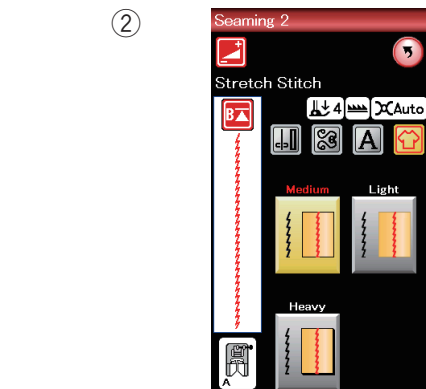 ②
Seaming 2
Stretch Stitch
4 Auto
B A
Medium Light
Heavy
A